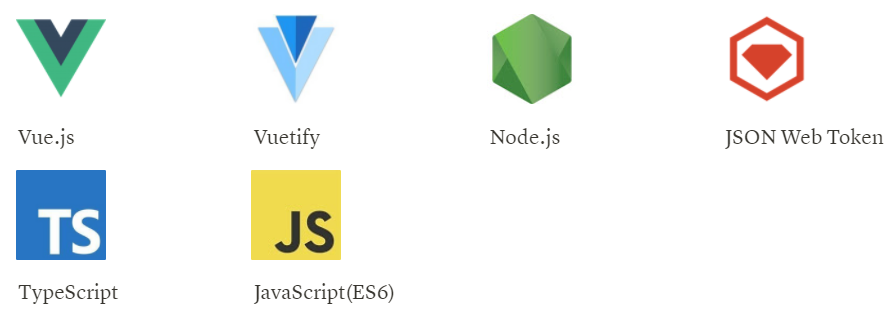 Vue.js
Vuetify
Node.js
JSON Web Token
TS
JS
TypeScript
JavaScript(ES6)